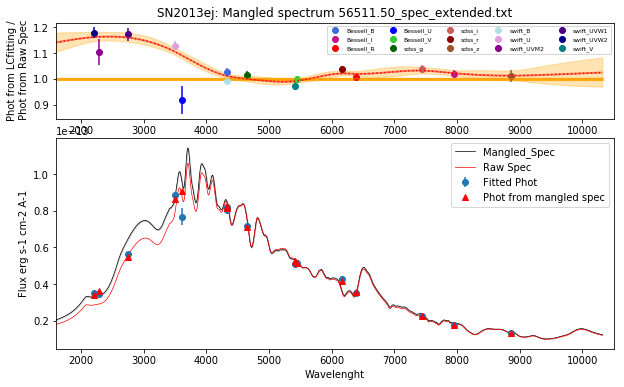 SN2013ej: Mangled spectrum 56511.50_spec_extended.txt
Phot from LCfitting /
Phot from Raw Spec
1.2
1.1
1.0
0.9
Bessell_B
Bessell_I
Bessell_R
Bessell_U
Bessell_V
sdss_g
sdss_i
sdss_r
sdss_z
swift_B
swift_U
swift_UVM2
swift_UVW1
swift_UVW2
swift_V
2000 3000 4000 5000 6000 7000 8000 9000 10000
Flux erg s-1 cm-2 A-1
1.0
0.8
0.6
0.4
0.2
Mangled_Spec
Raw Spec
Fitted Phot
Phot from mangled spec
2000 3000 4000 5000 6000 7000 8000 9000 10000
Wavelenght